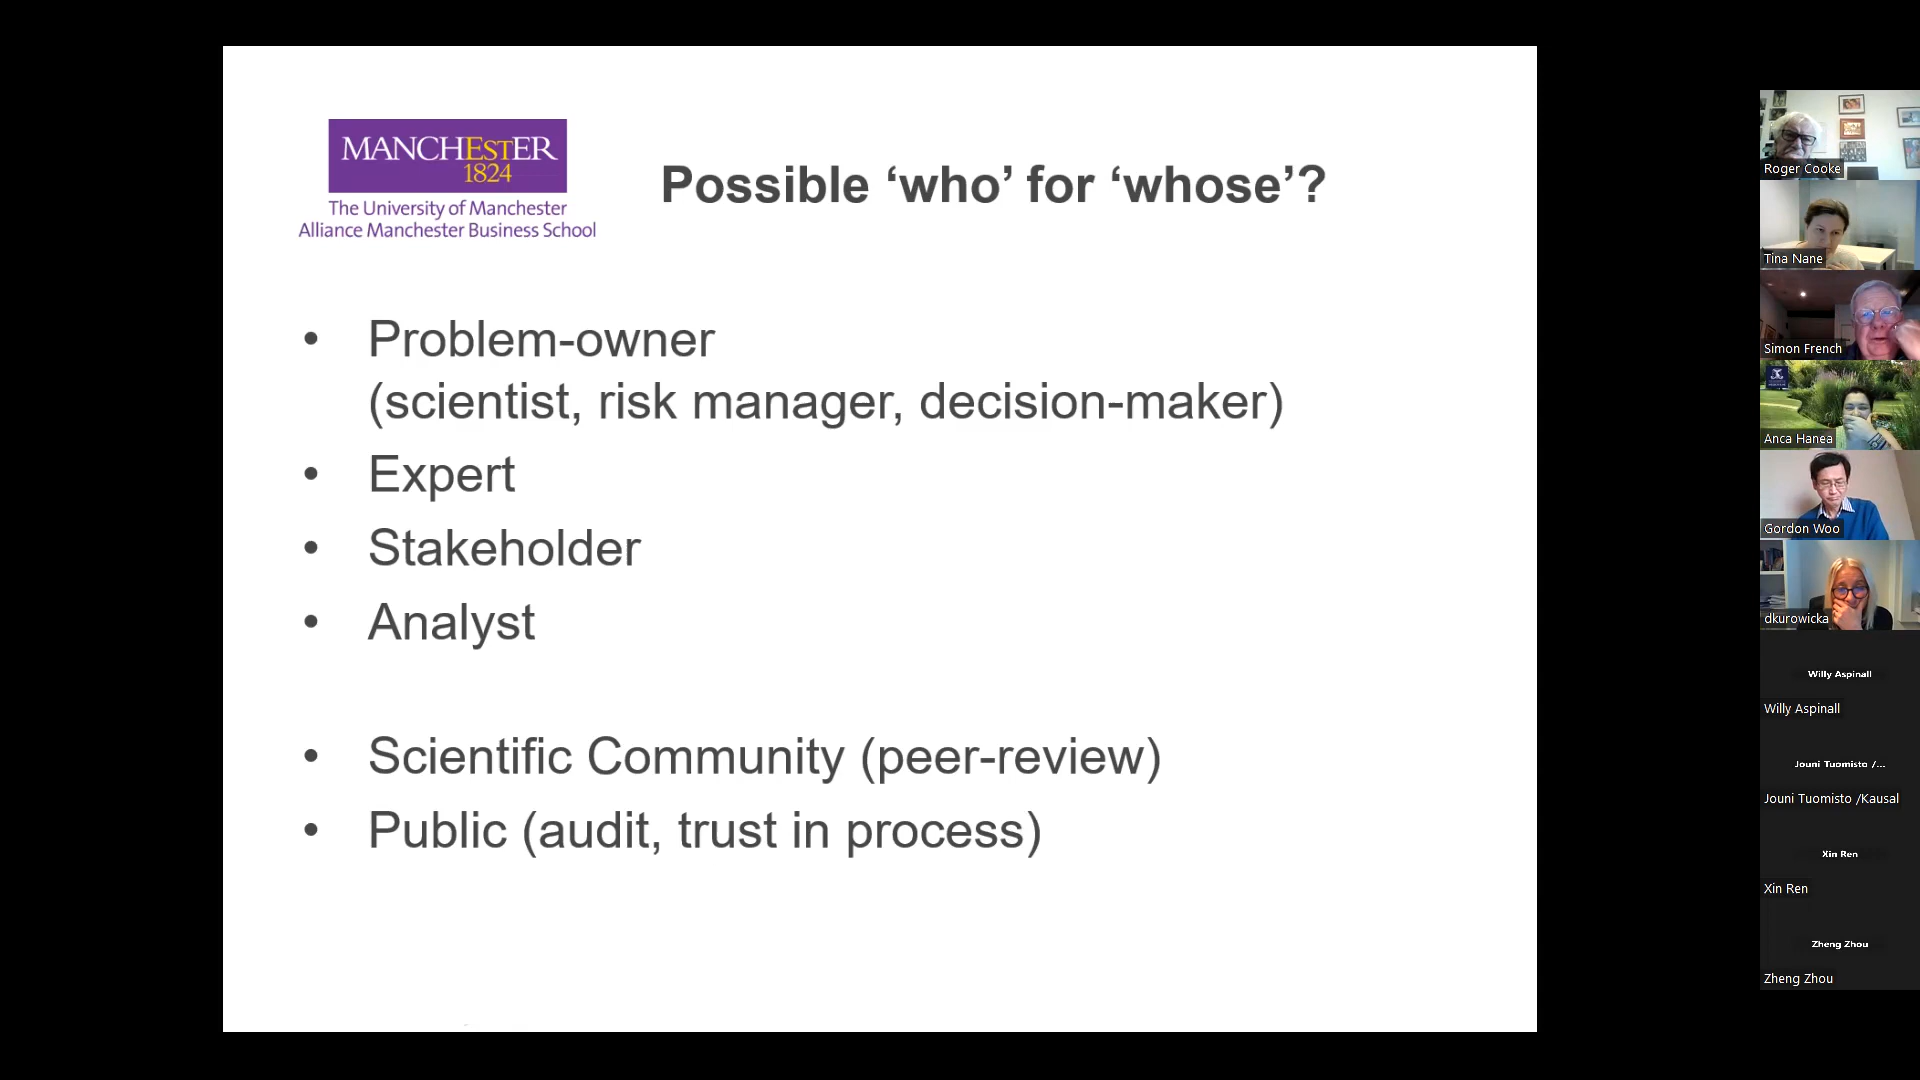 MANCHESTER
1824
The University of Manchester
Alliance Manchester Business School
Possible ‘who’ for ‘whose’?
• Problem-owner
(scientist, risk manager, decision-maker)
• Expert
• Stakeholder
• Analyst
• Scientific Community (peer-review)
• Public (audit, trust in process)
Roger Cooke
Tina Nane
Simon French
Anca Hanea
Gordon Woo
dkurowicka
Willy Aspinall
Willy Aspinall
Jouni Tuomisto /...
Jouni Tuomisto /Kausal
Xin Ren
Xin Ren
Zheng Zhou
Zheng Zhou